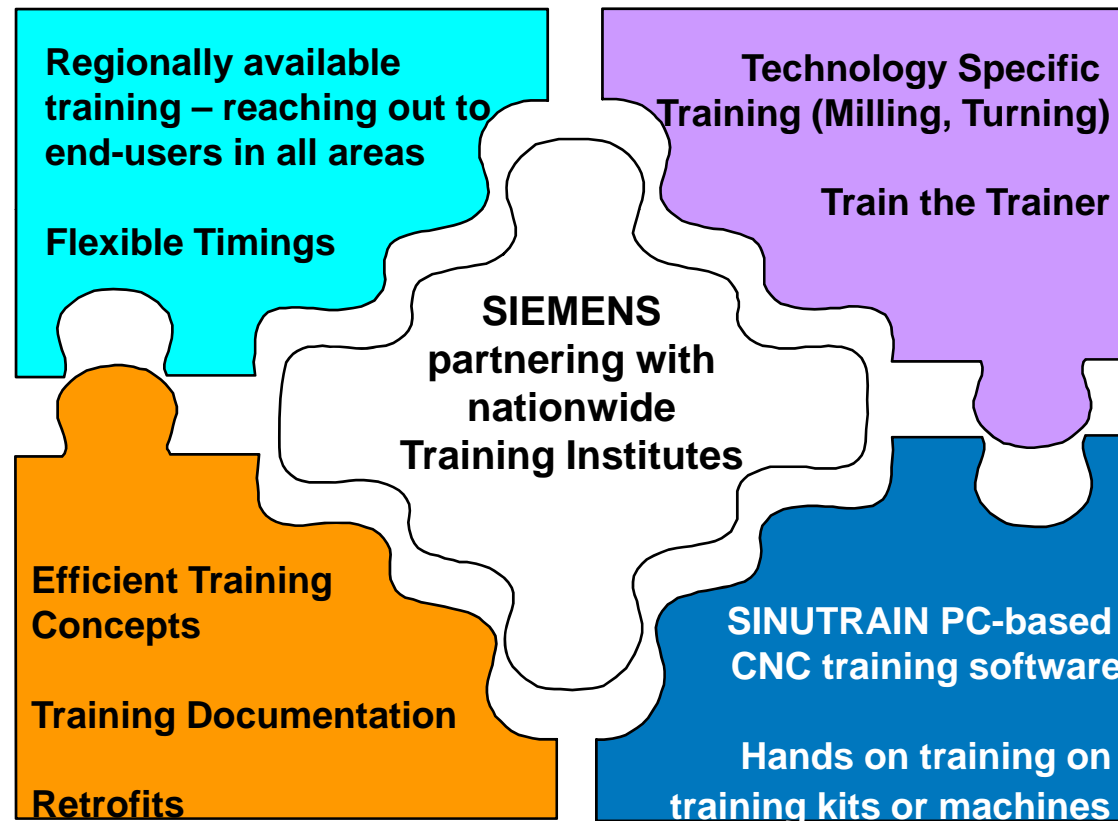 Regionally available
training – reaching out to
end-users in all areas
Flexible Timings
Technology Specific
Training (Milling, Turning)
Train the Trainer
SIEMENS
partnering with
nationwide
Training Institutes
Efficient Training
Concepts
Training Documentation
Retrofits
SINUTRAIN PC-based
CNC training software
Hands on training on
training kits or machines